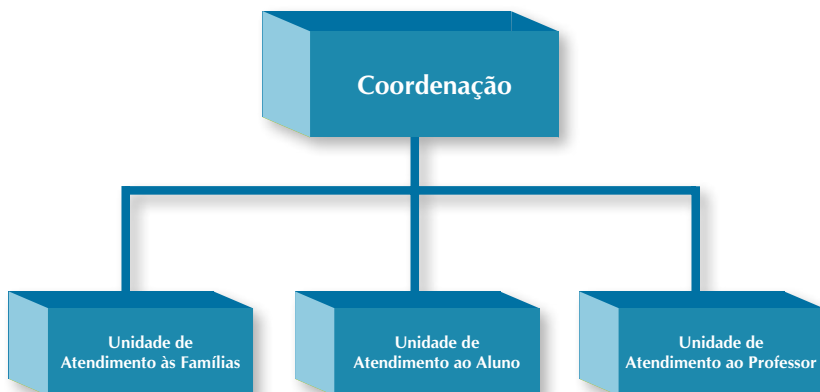 Coordenação
Unidade de
Atendimento às Famílias
Unidade de
Atendimento ao Aluno
Unidade de
Atendimento ao Professor